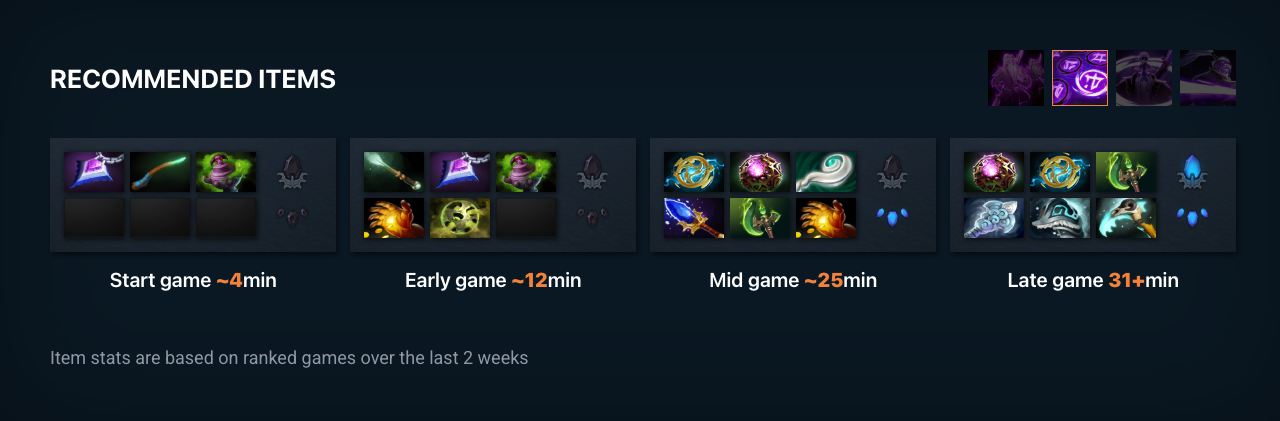 RECOMMENDED ITEMS
Start game ~4min
Early game ~12min
Mid game ~25min
Late game 31+min
Item stats are based on ranked games over the last 2 weeks